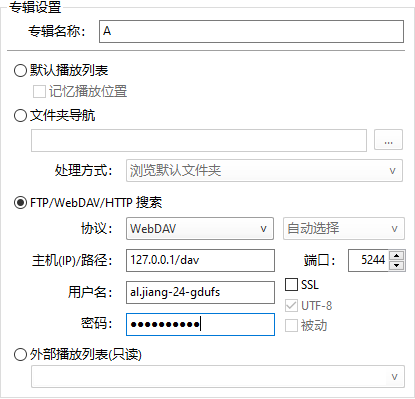 专辑设置
专辑名称： A
默认播放列表
记忆播放位置
文件夹导航
...
处理方式： 浏览默认文件夹
FTP/WebDAV/HTTP 搜索
协议： WebDAV 自动选择
主机(IP)/路径： 127.0.0.1/dav 端口： 5244
用户名： al.jiang-24-gdufs SSL
UTF-8
密码： ●●●●●●●●●● 被动
外部播放列表(只读)